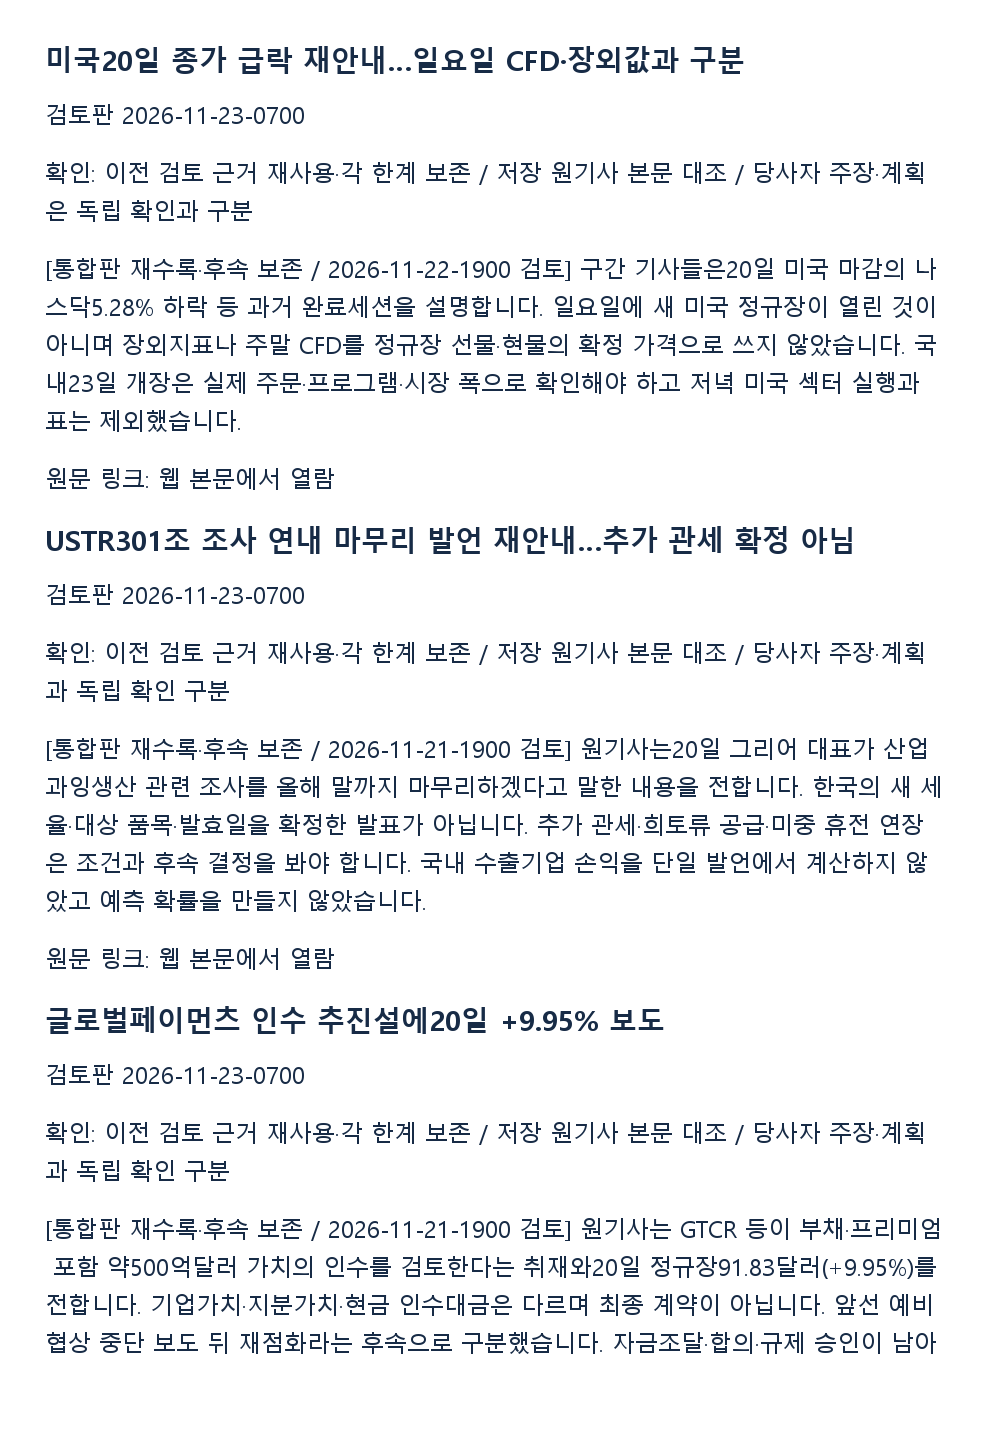 미국20일 종가 급락 재안내...일요일 CFD·장외값과 구분
검토판 2026-11-23-0700
확인: 이전 검토 근거 재사용·각 한계 보존 / 저장 원기사 본문 대조 / 당사자 주장·계획
은 독립 확인과 구분
[통합판 재수록·후속 보존 / 2026-11-22-1900 검토] 구간 기사들은20일 미국 마감의 나
스닥5.28% 하락 등 과거 완료세션을 설명합니다. 일요일에 새 미국 정규장이 열린 것이
아니며 장외지표나 주말 CFD를 정규장 선물·현물의 확정 가격으로 쓰지 않았습니다. 국
내23일 개장은 실제 주문·프로그램·시장 폭으로 확인해야 하고 저녁 미국 섹터 실행과
표는 제외했습니다.
원문 링크: 웹 본문에서 열람
USTR301조 조사 연내 마무리 발언 재안내...추가 관세 확정 아님
검토판 2026-11-23-0700
확인: 이전 검토 근거 재사용·각 한계 보존 / 저장 원기사 본문 대조 / 당사자 주장·계획
과 독립 확인 구분
[통합판 재수록·후속 보존 / 2026-11-21-1900 검토] 원기사는20일 그리어 대표가 산업
과잉생산 관련 조사를 올해 말까지 마무리하겠다고 말한 내용을 전합니다. 한국의 새 세
율·대상 품목·발효일을 확정한 발표가 아닙니다. 추가 관세·희토류 공급·미중 휴전 연장
은 조건과 후속 결정을 봐야 합니다. 국내 수출기업 손익을 단일 발언에서 계산하지 않
았고 예측 확률을 만들지 않았습니다.
원문 링크: 웹 본문에서 열람
글로벌페이먼츠 인수 추진설에20일 +9.95% 보도
검토판 2026-11-23-0700
확인: 이전 검토 근거 재사용·각 한계 보존 / 저장 원기사 본문 대조 / 당사자 주장·계획
과 독립 확인 구분
[통합판 재수록·후속 보존 / 2026-11-21-1900 검토] 원기사는 GTCR 등이 부채·프리미엄
포함 약500억달러 가치의 인수를 검토한다는 취재와20일 정규장91.83달러(+9.95%)를
전합니다. 기업가치·지분가치·현금 인수대금은 다르며 최종 계약이 아닙니다. 앞선 예비
협상 중단 보도 뒤 재점화라는 후속으로 구분했습니다. 자금조달·합의·규제 승인이 남아